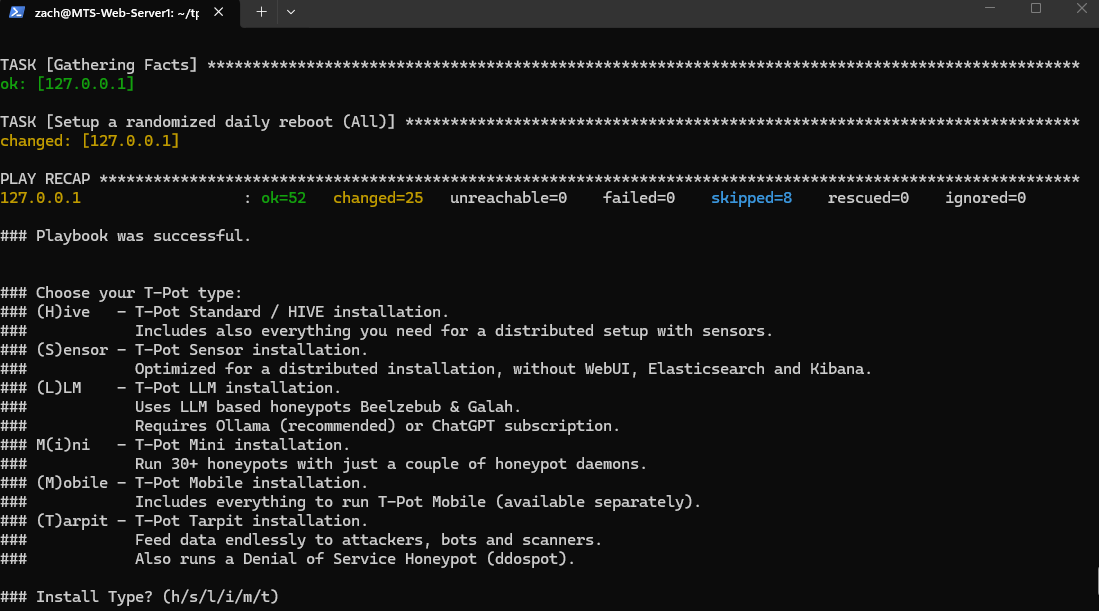 zach@MTS-Web-Server1: ~/tp
TASK [Gathering Facts] *************************************************************************************************
ok: [127.0.0.1]
TASK [Setup a randomized daily reboot (All)] ***************************************************************************
changed: [127.0.0.1]
PLAY RECAP *************************************************************************************************************
127.0.0.1                  : ok=52   changed=25   unreachable=0    failed=0    skipped=8    rescued=0    ignored=0
### Playbook was successful.
### Choose your T-Pot type:
### (H)ive   - T-Pot Standard / HIVE installation.
###            Includes also everything you need for a distributed setup with sensors.
### (S)ensor - T-Pot Sensor installation.
###            Optimized for a distributed installation, without WebUI, Elasticsearch and Kibana.
### (L)LM    - T-Pot LLM installation.
###            Uses LLM based honeypots Beelzebub & Galah.
###            Requires Ollama (recommended) or ChatGPT subscription.
### M(i)ni   - T-Pot Mini installation.
###            Run 30+ honeypots with just a couple of honeypot daemons.
### (M)obile - T-Pot Mobile installation.
###            Includes everything to run T-Pot Mobile (available separately).
### (T)arpit - T-Pot Tarpit installation.
###            Feed data endlessly to attackers, bots and scanners.
###            Also runs a Denial of Service Honeypot (ddospot).
### Install Type? (h/s/l/i/m/t)